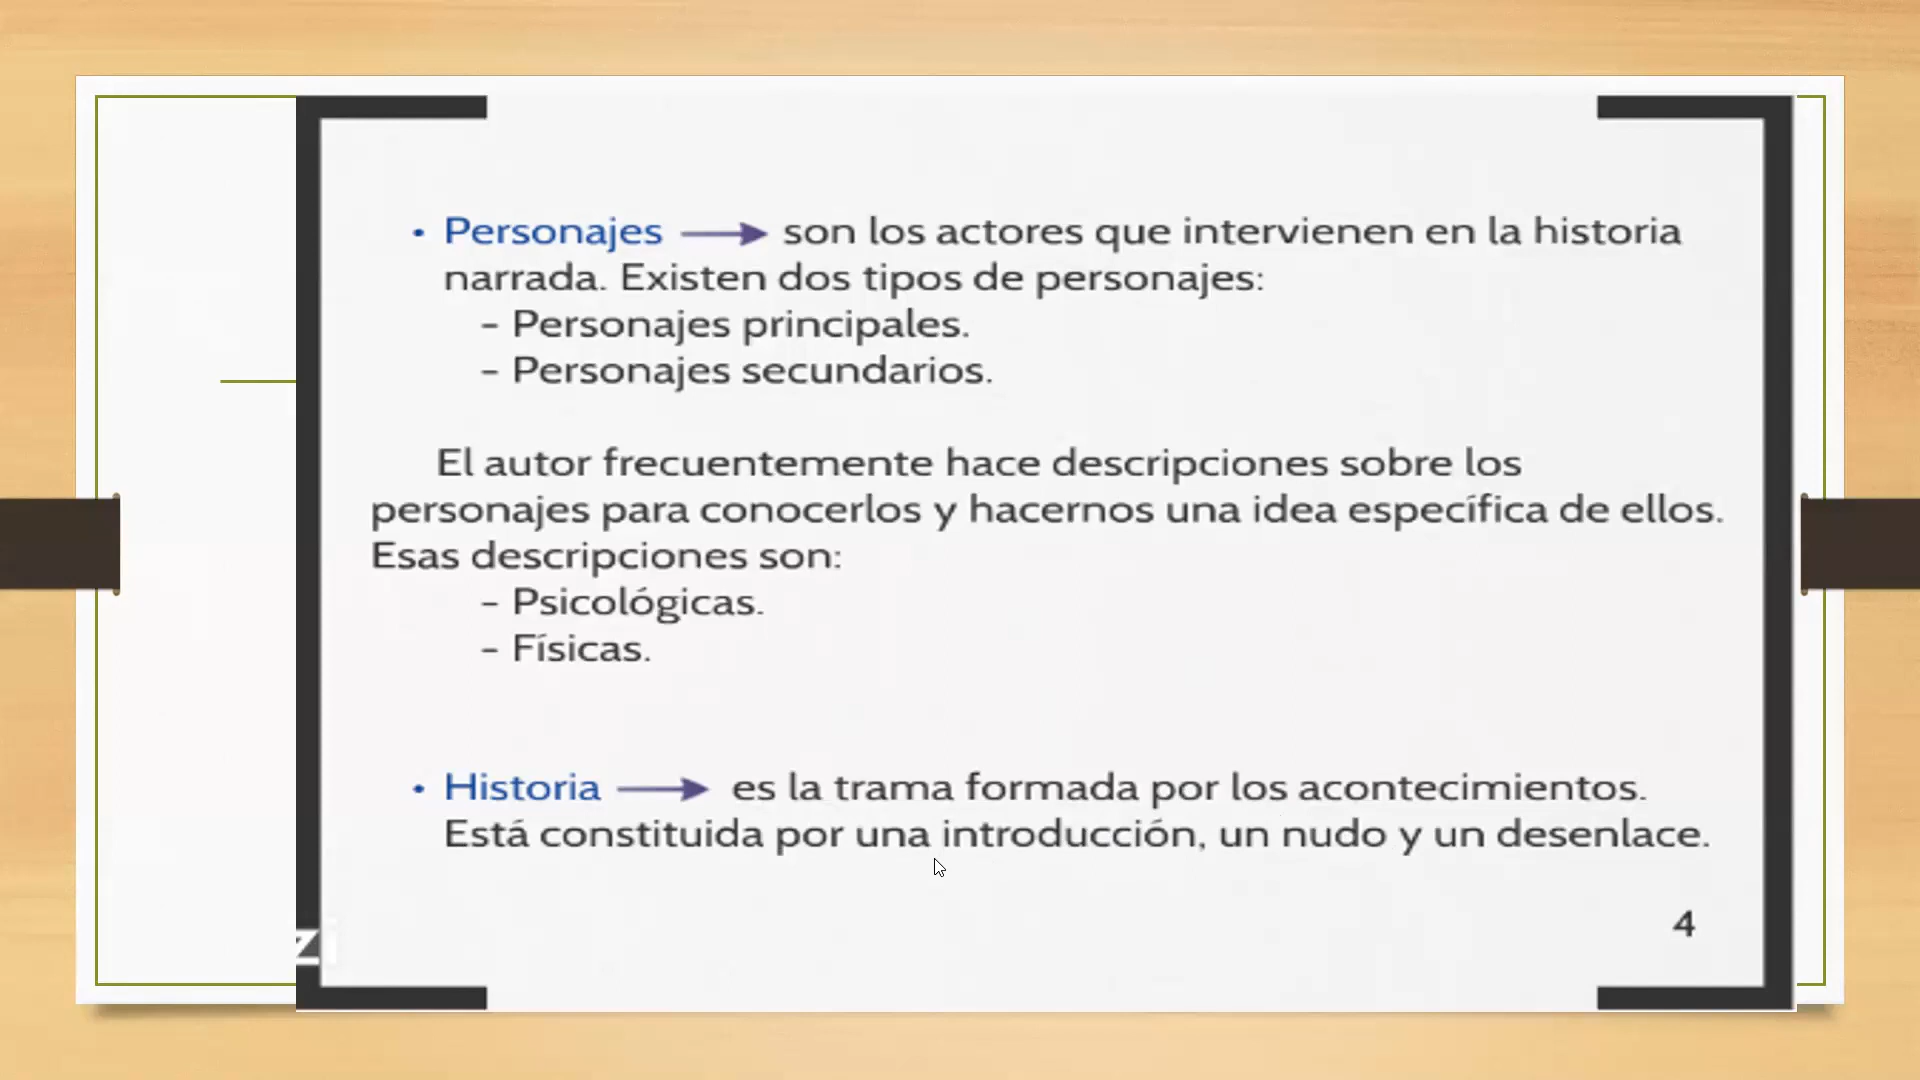 • Personajes → son los actores que intervienen en la historia
narrada. Existen dos tipos de personajes:
- Personajes principales.
- Personajes secundarios.
El autor frecuentemente hace descripciones sobre los
personajes para conocerlos y hacernos una idea específica de ellos.
Esas descripciones son:
- Psicológicas.
- Físicas.
• Historia → es la trama formada por los acontecimientos.
Está constituida por una introducción, un nudo y un desenlace.
4
zi